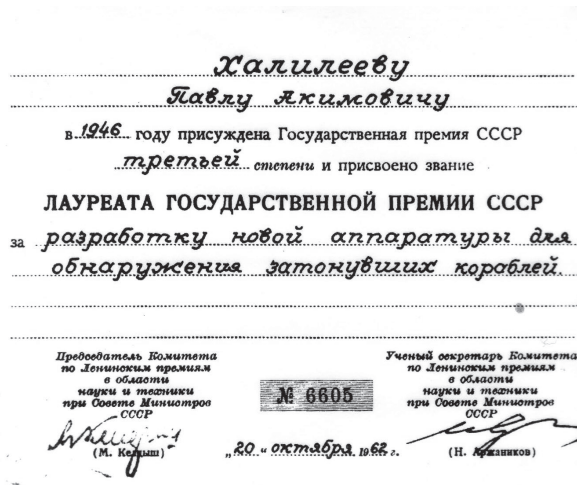 Халилееву
Павлу Акимовичу
в 1946 году присуждена Государственная премия СССР
третьей степени и присвоено звание
ЛАУРЕАТА ГОСУДАРСТВЕННОЙ ПРЕМИИ СССР
за разработку новой аппаратуры для
обнаружения затонувших кораблей.
Председатель Комитета
по Ленинским премиям
в области
науки и техники
при Совете Министров
СССР
(М. Келдыш)
№ 6605
„20" октября 1962 г.
Ученый секретарь Комитета
по Ленинским премиям
в области
науки и техники
при Совете Министров
СССР
(Н. Аржаников)